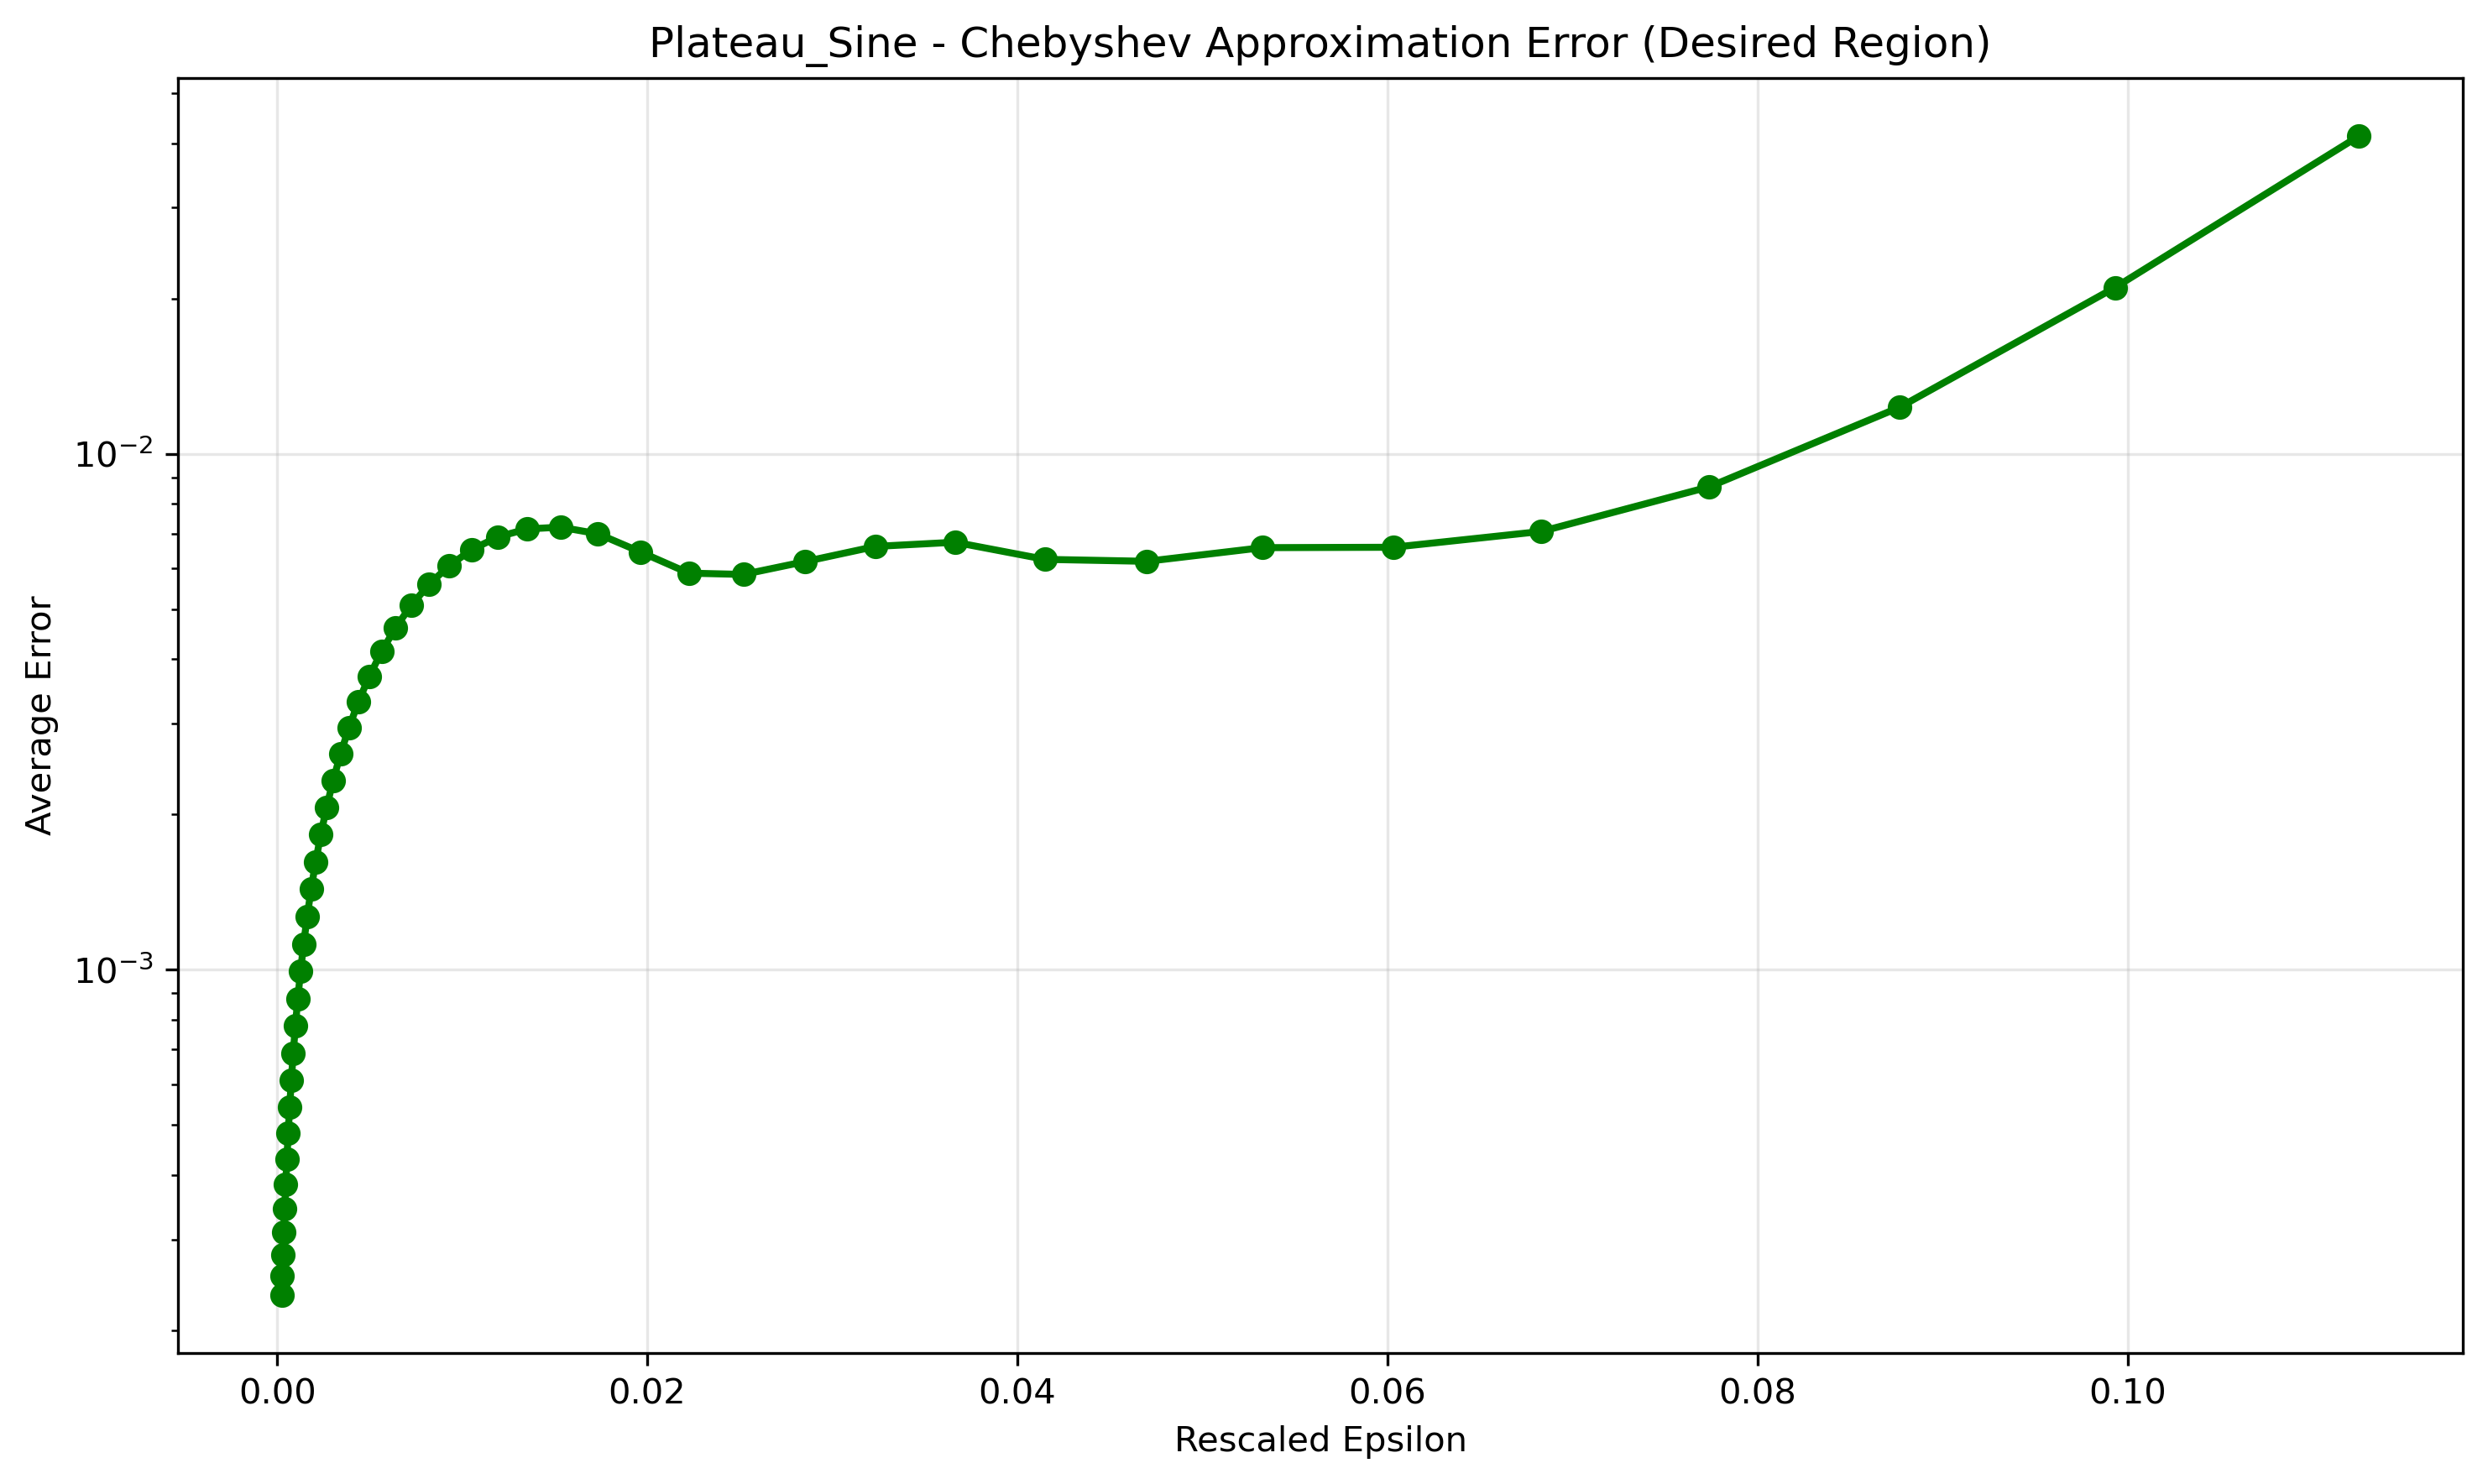 Plateau_Sine - Chebyshev Approximation Error (Desired Region)
Average Error
10⁻²
10⁻³
0.00 0.02 0.04 0.06 0.08 0.10
Rescaled Epsilon